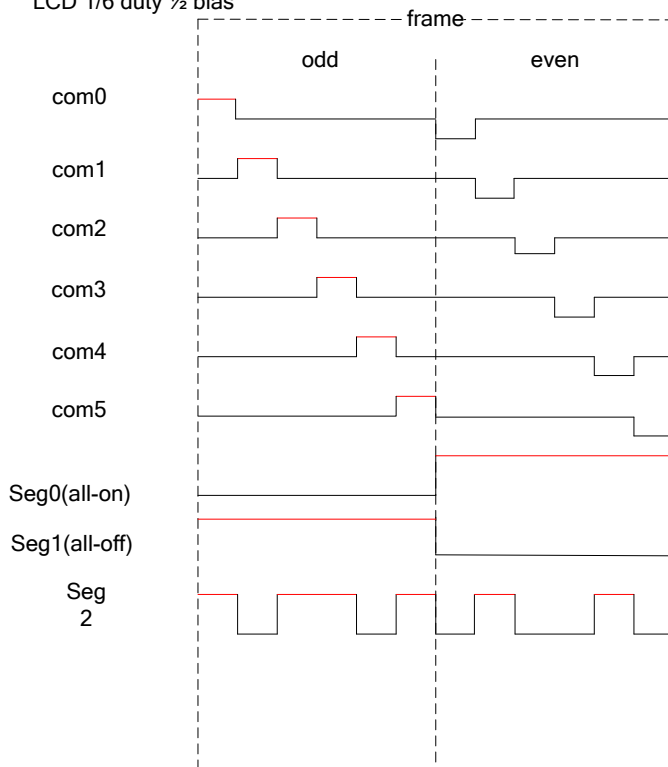 LCD 1/6 duty ½ bias
frame
odd
even
com0
com1
com2
com3
com4
com5
Seg0(all-on)
Seg1(all-off)
Seg
2